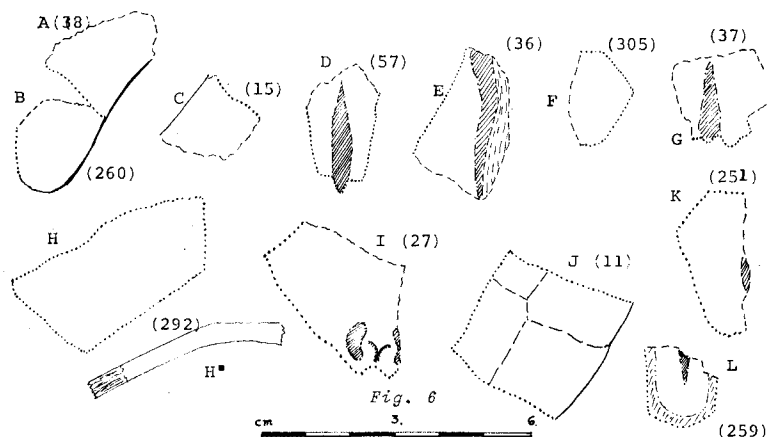 A (38)
B (260)
C (15)
D (57)
E (36)
F (305)
G (37)
H (292)
H"
I (27)
J (11)
K (251)
L (259)
Fig. 6
cm 3. 6.